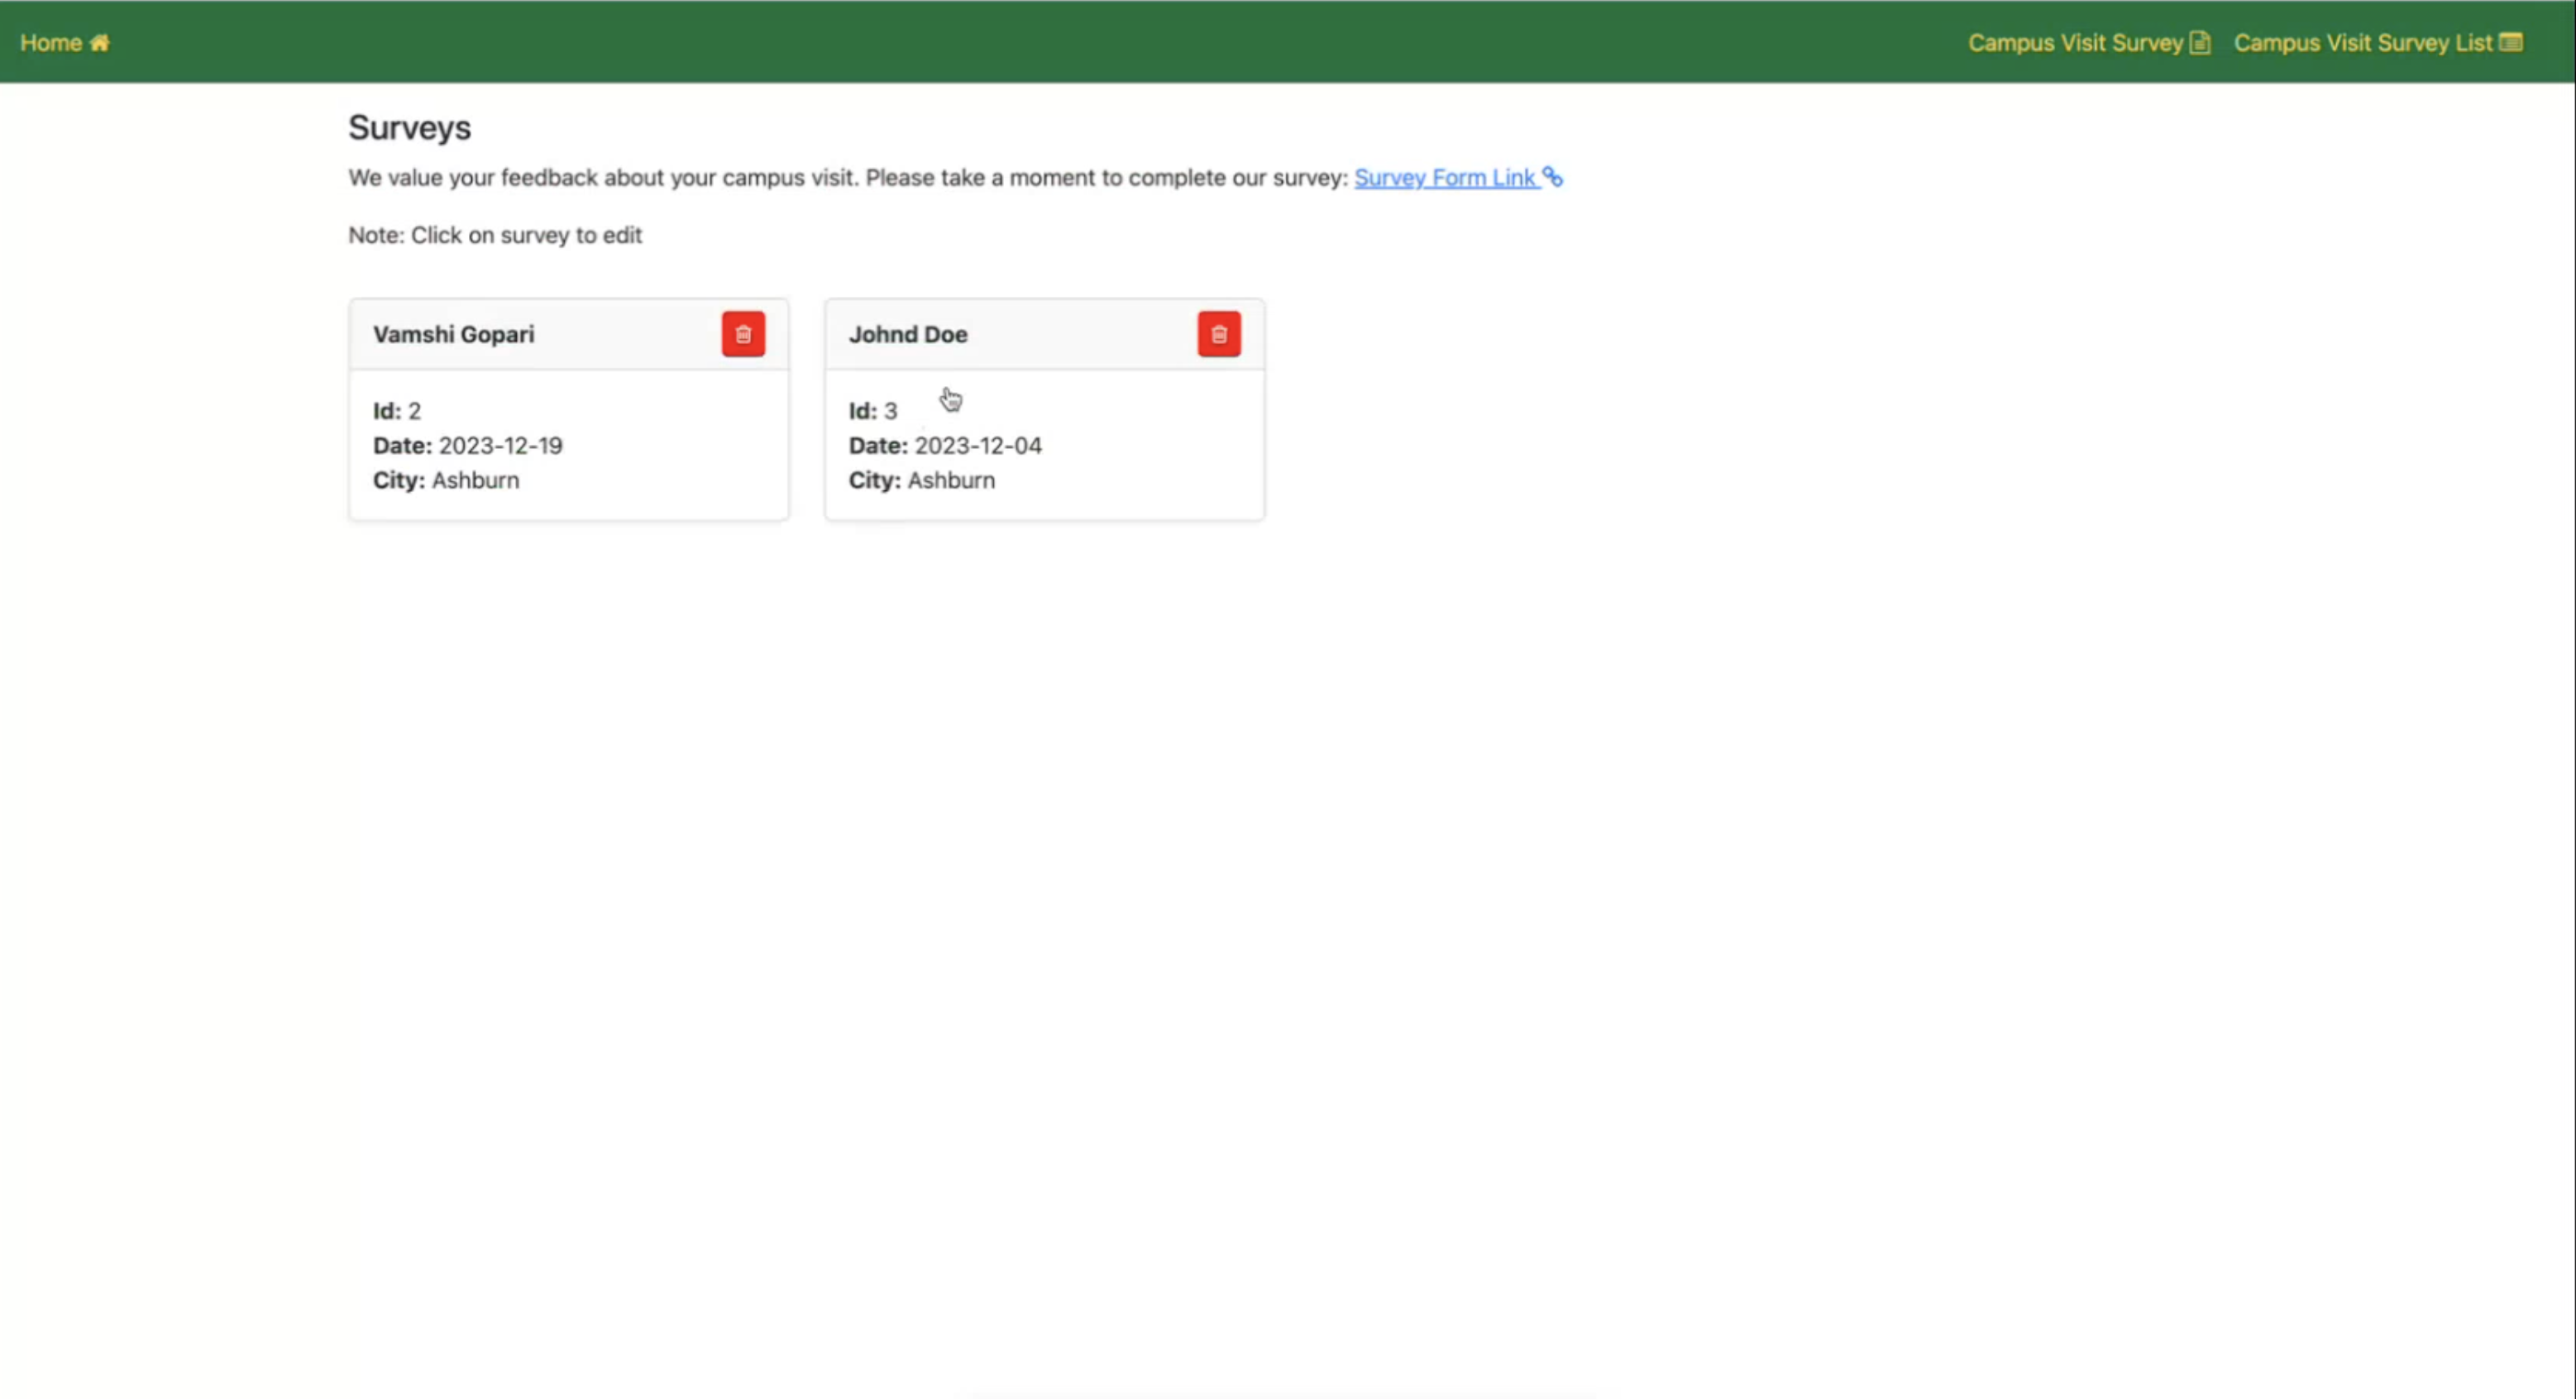 Home
Campus Visit Survey
Campus Visit Survey List
Surveys
We value your feedback about your campus visit. Please take a moment to complete our survey: Survey Form Link
Note: Click on survey to edit
Vamshi Gopari
Id: 2
Date: 2023-12-19
City: Ashburn
Johnd Doe
Id: 3
Date: 2023-12-04
City: Ashburn